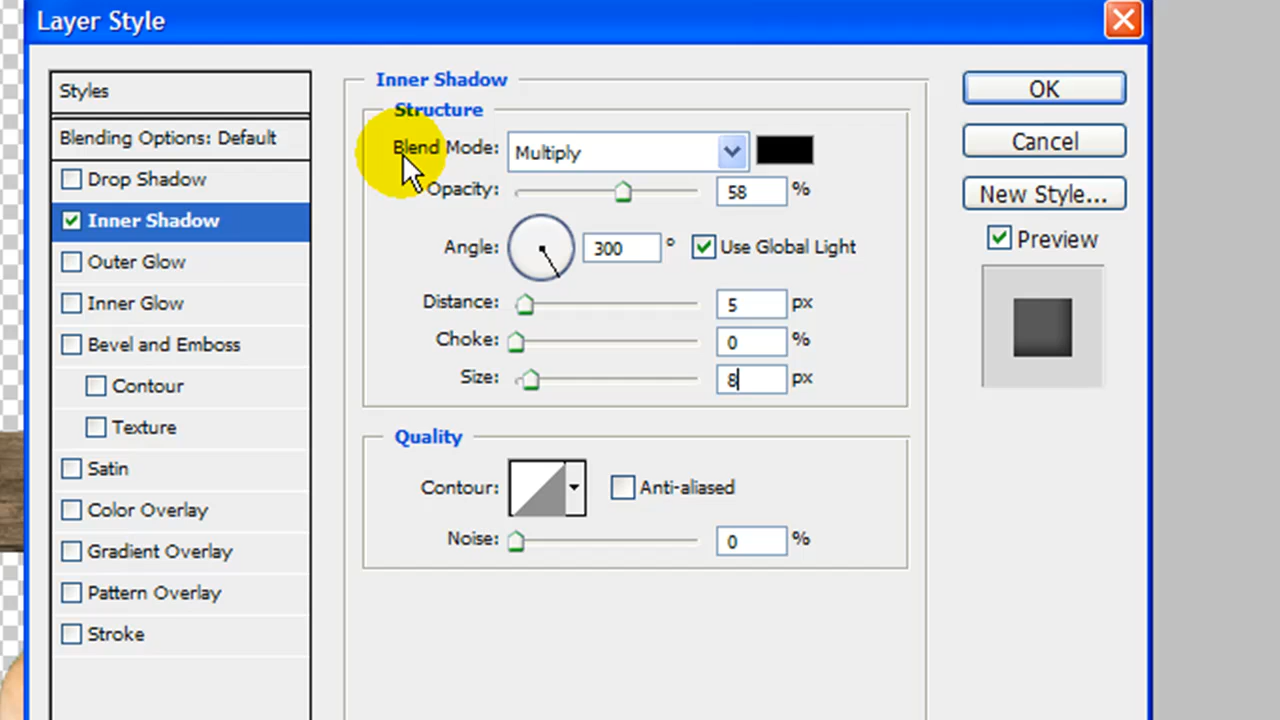 Layer Style
Styles
Blending Options: Default
Drop Shadow
Inner Shadow
Outer Glow
Inner Glow
Bevel and Emboss
Contour
Texture
Satin
Color Overlay
Gradient Overlay
Pattern Overlay
Stroke
Inner Shadow
Structure
Blend Mode: Multiply
Opacity: 58 %
Angle: 300 ° Use Global Light
Distance: 5 px
Choke: 0 %
Size: 8 px
Quality
Contour: Anti-aliased
Noise: 0 %
OK
Cancel
New Style...
Preview